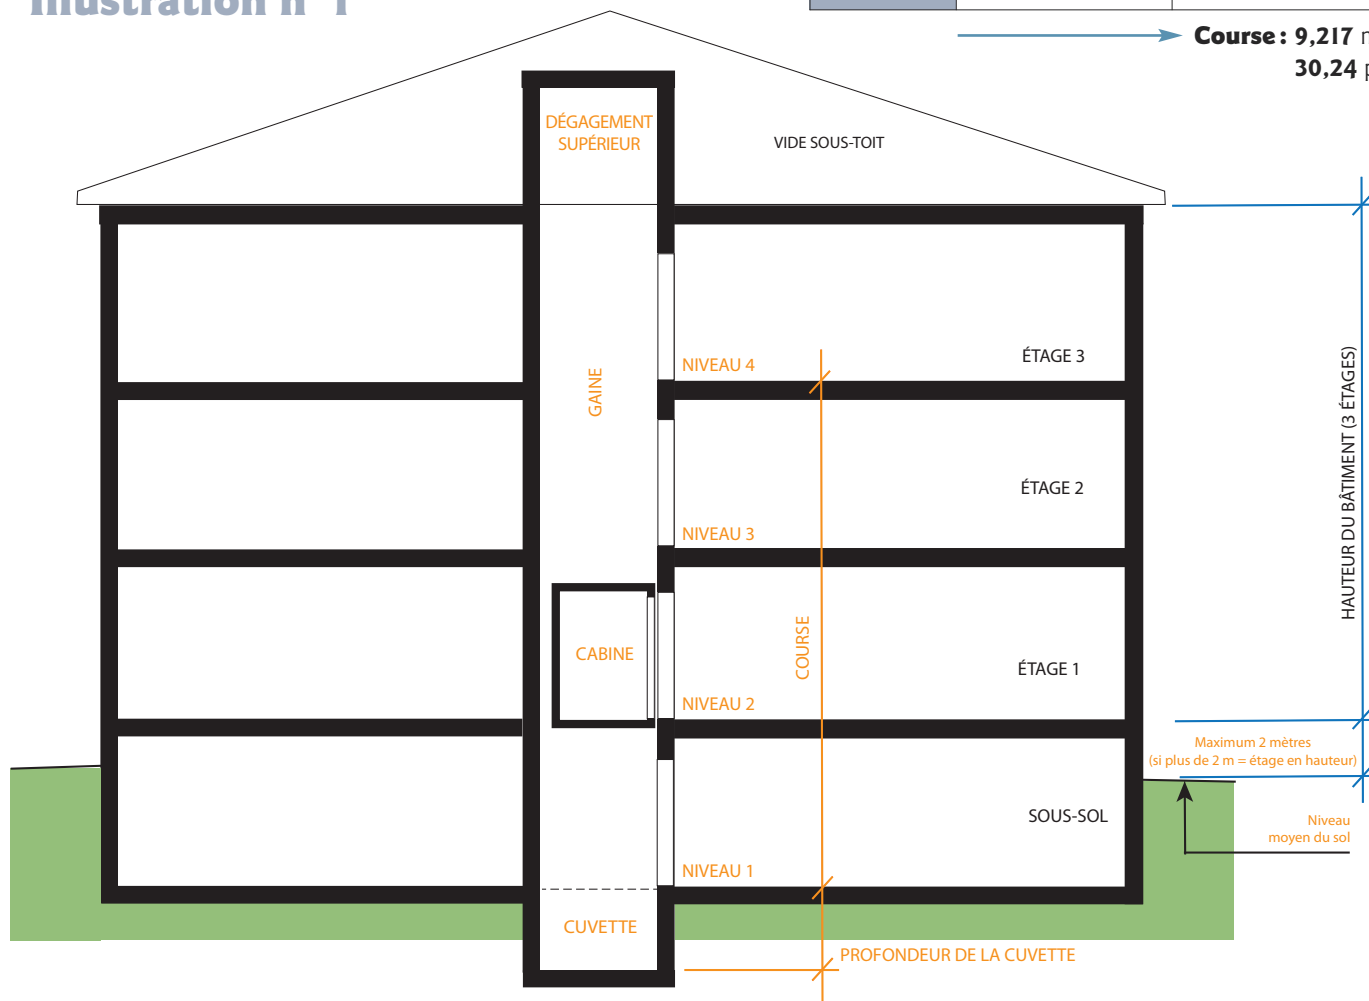 Illustration n° 1
Course : 9,217
30,24
DÉGAGEMENT
SUPÉRIEUR
VIDE SOUS-TOIT
GAINE
NIVEAU 4
ÉTAGE 3
NIVEAU 3
ÉTAGE 2
CABINE
COURSE
NIVEAU 2
ÉTAGE 1
HAUTEUR DU BÂTIMENT (3 ÉTAGES)
Maximum 2 mètres
(si plus de 2 m = étage en hauteur)
SOUS-SOL
Niveau
moyen du sol
NIVEAU 1
CUVETTE
PROFONDEUR DE LA CUVETTE